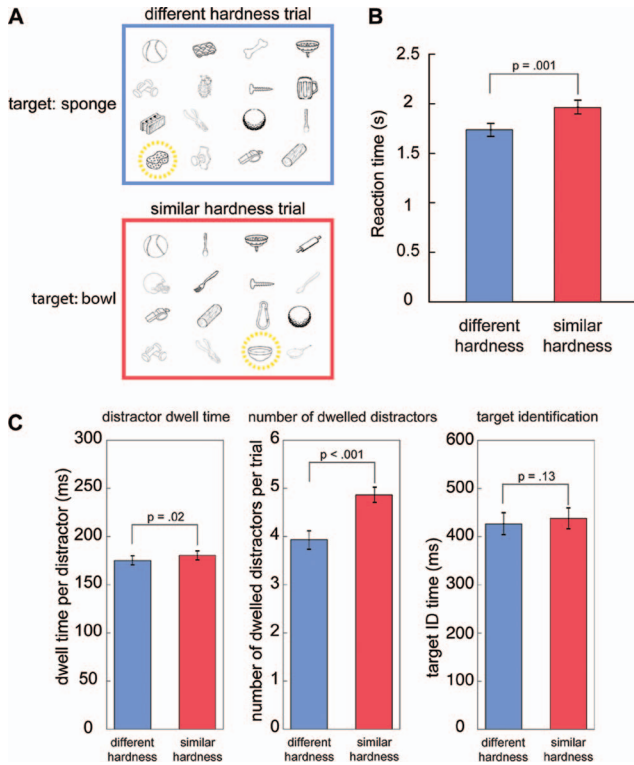 A
different hardness trial
target: sponge
similar hardness trial
target: bowl
B
Reaction time (s)
2.5
2
1.5
1
0.5
0
p = .001
different
hardness
similar
hardness
C
distractor dwell time
dwell time per distractor (ms)
300
250
200
150
100
50
0
p = .02
different
hardness
similar
hardness
number of dwelled distractors
number of dwelled distractors per trial
6
5
4
3
2
1
0
p < .001
different
hardness
similar
hardness
target identification
target ID time (ms)
600
500
400
300
200
100
0
p = .13
different
hardness
similar
hardness